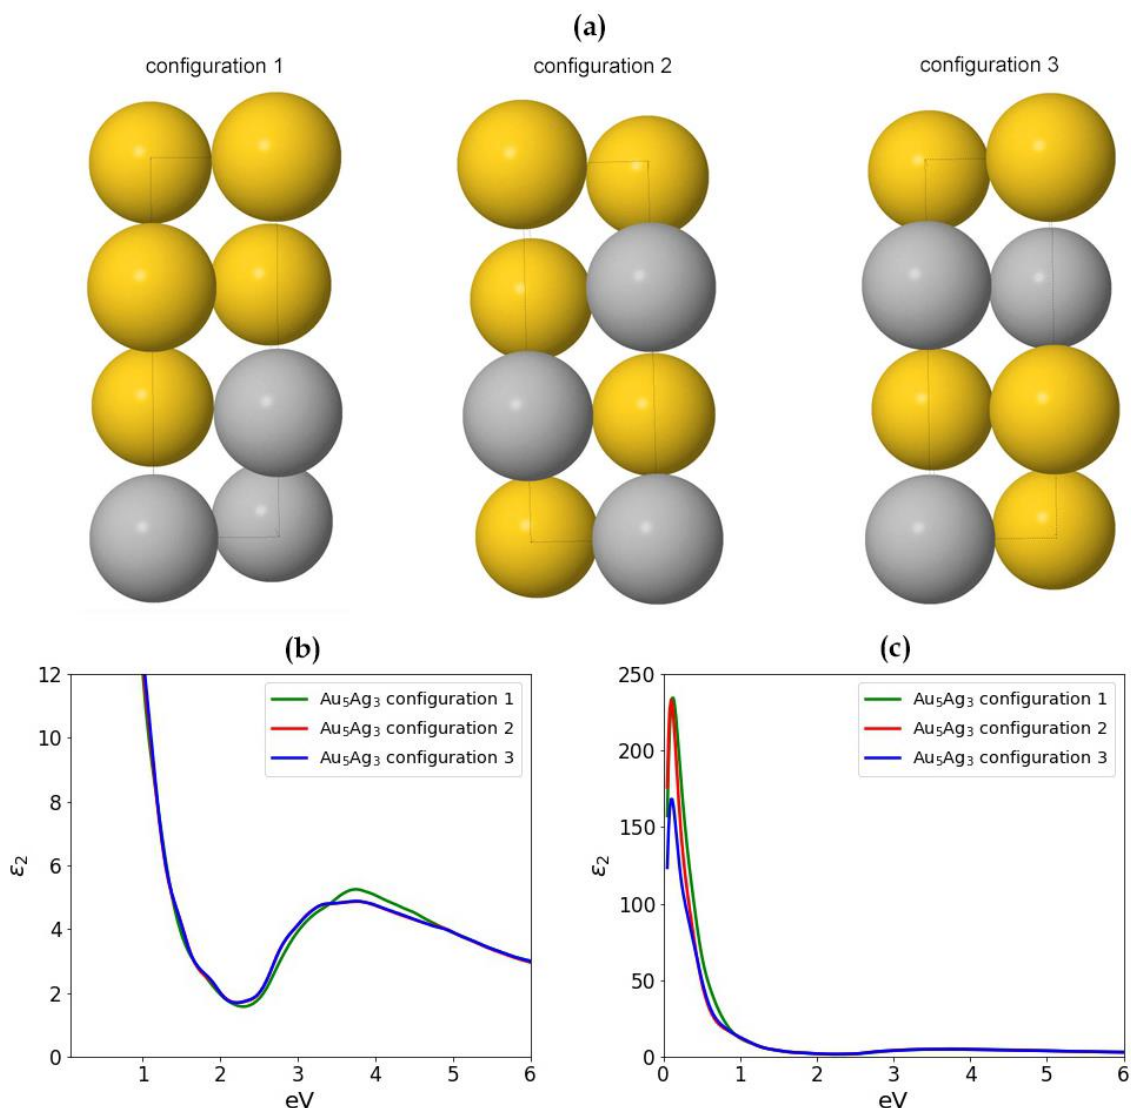 (a)
configuration 1
configuration 2
configuration 3
(b)
12
10
8
6
4
2
0
ε₂
1
2
3
4
5
6
eV
Au₅Ag₃ configuration 1
Au₅Ag₃ configuration 2
Au₅Ag₃ configuration 3
(c)
250
200
150
100
50
0
ε₂
0
1
2
3
4
5
6
eV
Au₅Ag₃ configuration 1
Au₅Ag₃ configuration 2
Au₅Ag₃ configuration 3